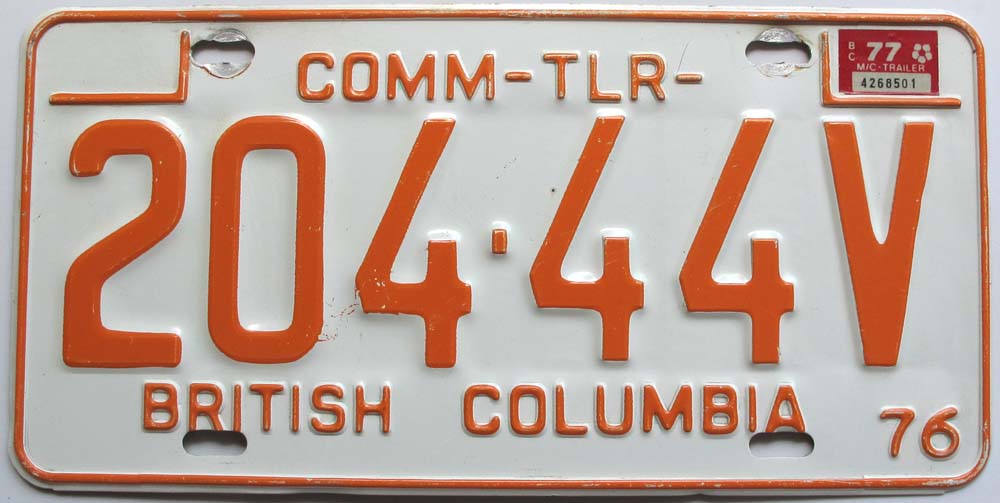 COMM-TLR-
BC 77
M/C-TRAILER
4268501
204-44V
BRITISH COLUMBIA
76